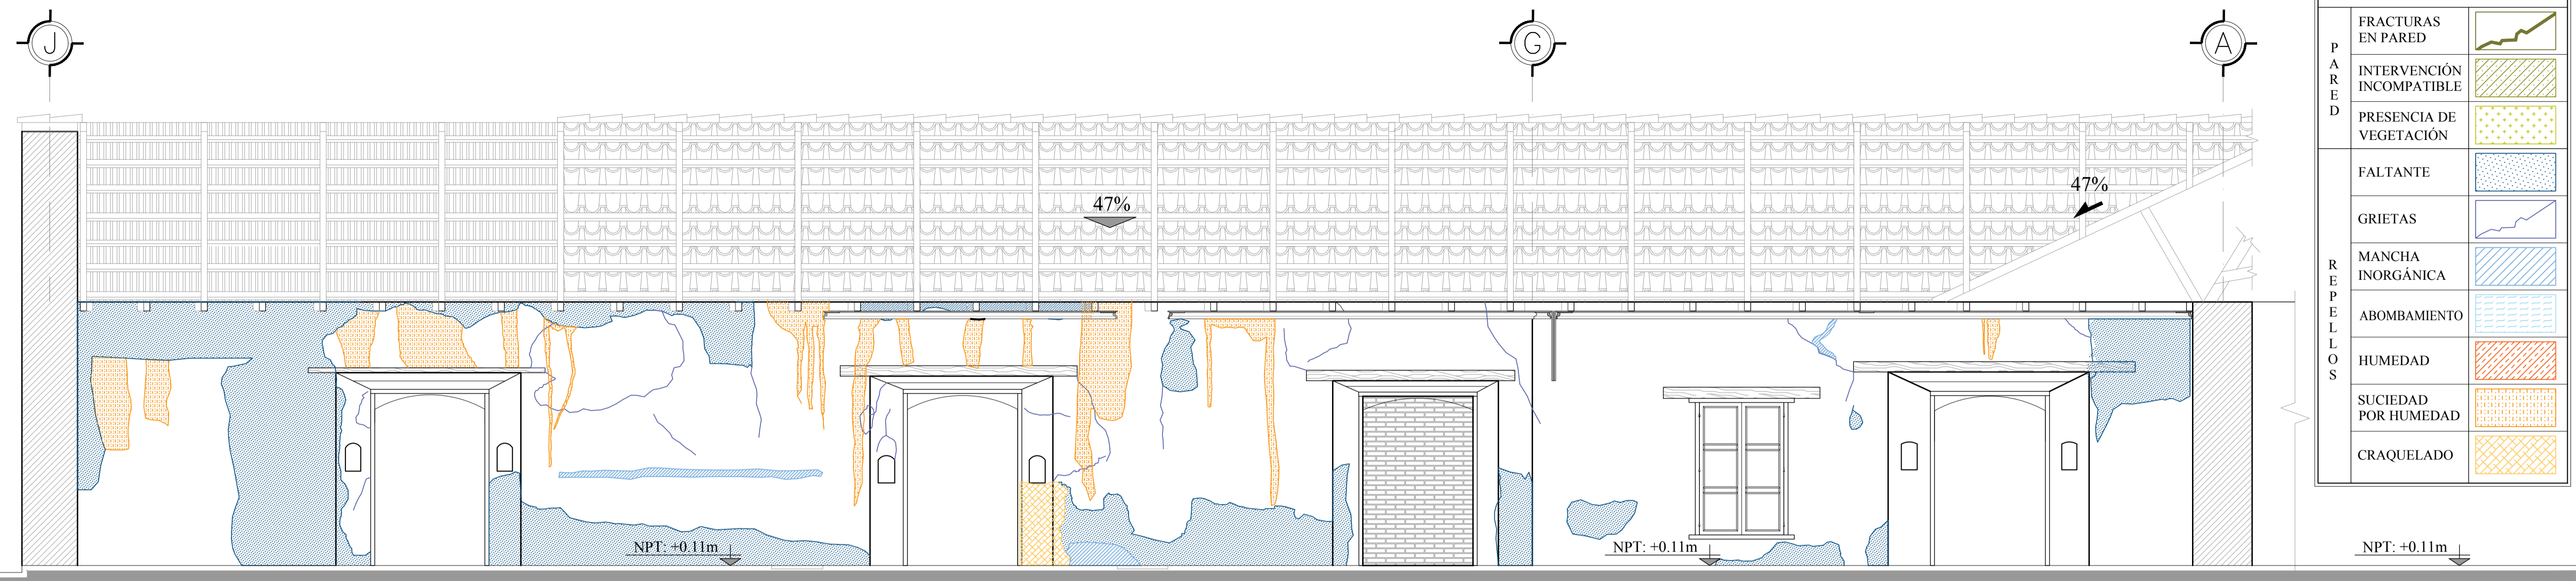 J
G
A
47%
47%
NPT: +0.11m
NPT: +0.11m
NPT: +0.11m
PARED
FRACTURAS
EN PARED
INTERVENCIÓN
INCOMPATIBLE
PRESENCIA DE
VEGETACIÓN
REPELLOS
FALTANTE
GRIETAS
MANCHA
INORGÁNICA
ABOMBAMIENTO
HUMEDAD
SUCIEDAD
POR HUMEDAD
CRAQUELADO